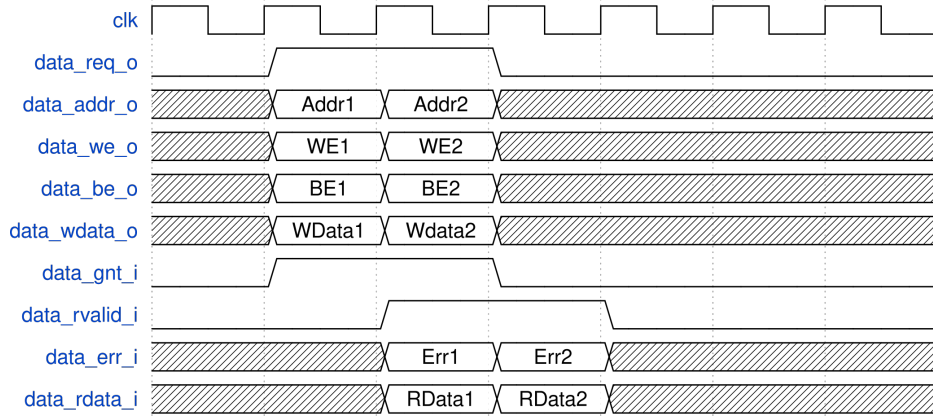 clk
data_req_o
data_addr_o Addr1 Addr2
data_we_o WE1 WE2
data_be_o BE1 BE2
data_wdata_o WData1 Wdata2
data_gnt_i
data_rvalid_i
data_err_i Err1 Err2
data_rdata_i RData1 RData2